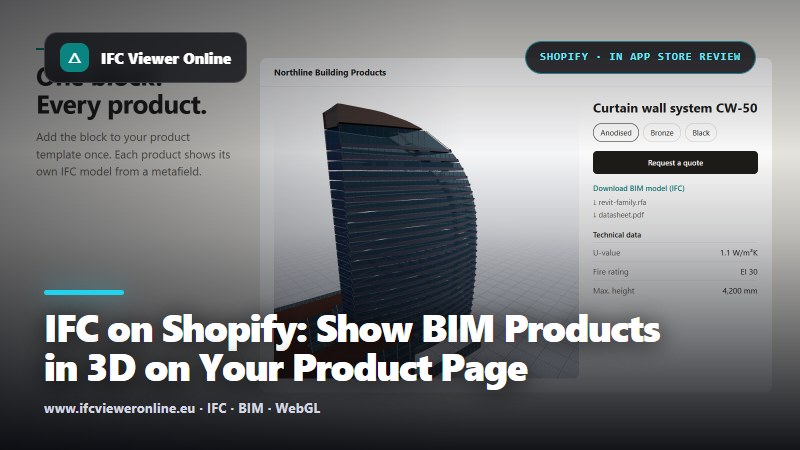 IFC Viewer Online
SHOPIFY · IN APP STORE REVIEW
One block.
Every product.
Add the block to your product
template once. Each product shows its
own IFC model from a metafield.
Northline Building Products
Curtain wall system CW-50
Anodised
Bronze
Black
Request a quote
Download BIM model (IFC)
↓ revit-family.rfa
↓ datasheet.pdf
Technical data
U-value 1.1 W/m²K
Fire rating EI 30
Max. height 4,200 mm
IFC on Shopify: Show BIM Products
in 3D on Your Product Page
www.ifcvieweronline.eu · IFC · BIM · WebGL